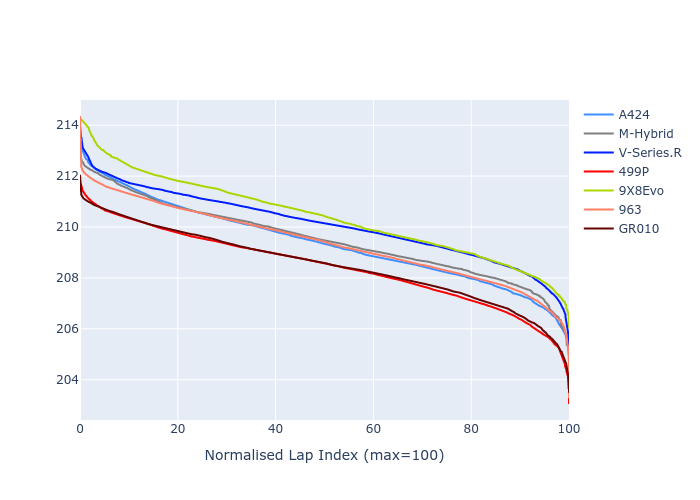 214
212
210
208
206
204
0 20 40 60 80 100
Normalised Lap Index (max=100)
A424
M-Hybrid
V-Series.R
499P
9X8Evo
963
GR010